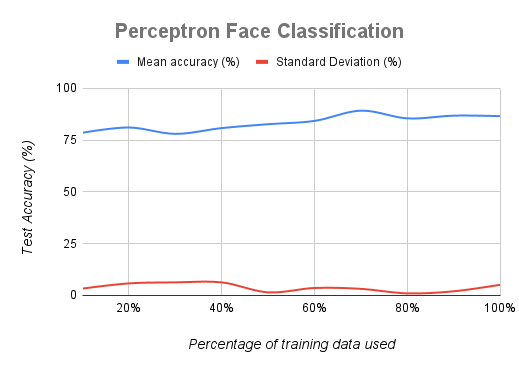 Perceptron Face Classification
Mean accuracy (%)
Standard Deviation (%)
Test Accuracy (%)
100
75
50
25
0
20%
40%
60%
80%
100%
Percentage of training data used